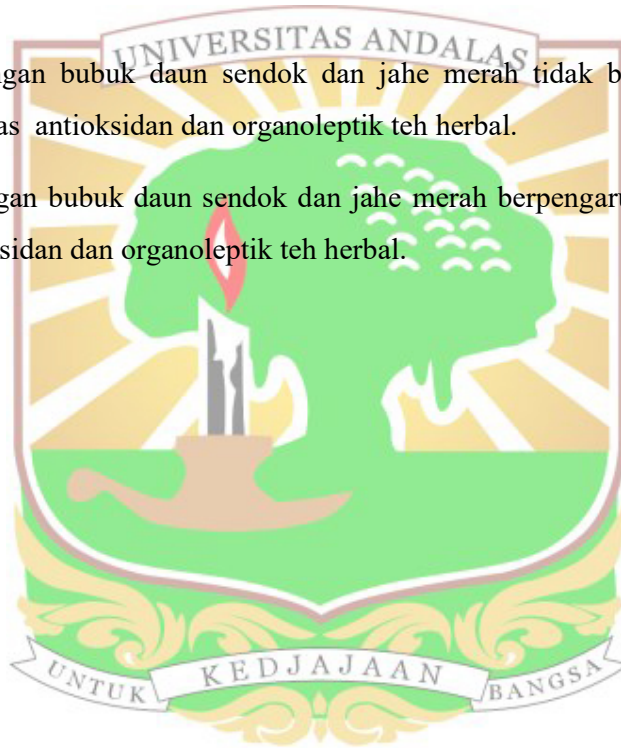 UNIVERSITAS ANDALAS
ngan bubuk daun sendok dan jahe merah tidak b
as antioksidan dan organoleptik teh herbal.
gan bubuk daun sendok dan jahe merah berpengaru
sidan dan organoleptik teh herbal.
UNTUK KEDJAJAAN BANGSA